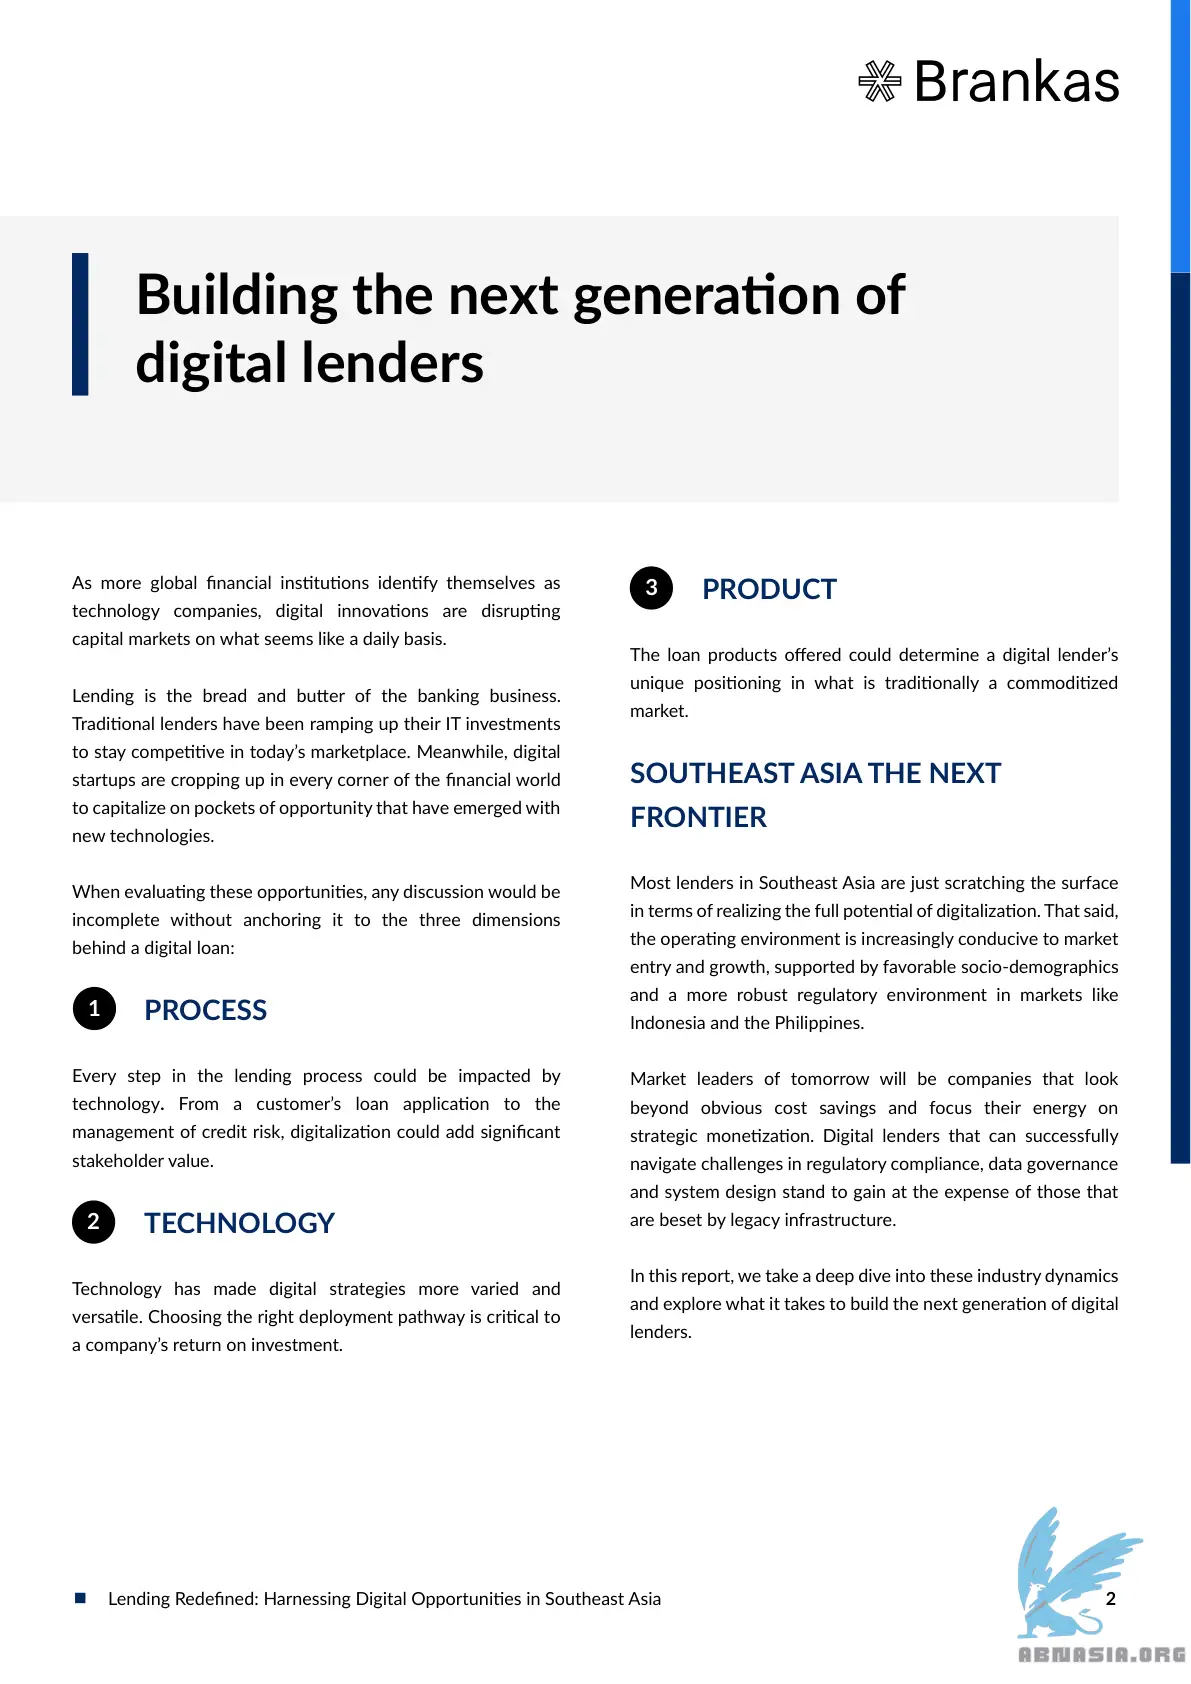 Brankas
Building the next generation of
digital lenders
As more global financial institutions identify themselves as
technology companies, digital innovations are disrupting
capital markets on what seems like a daily basis.
Lending is the bread and butter of the banking business.
Traditional lenders have been ramping up their IT investments
to stay competitive in today’s marketplace. Meanwhile, digital
startups are cropping up in every corner of the financial world
to capitalize on pockets of opportunity that have emerged with
new technologies.
When evaluating these opportunities, any discussion would be
incomplete without anchoring it to the three dimensions
behind a digital loan:
1 PROCESS
Every step in the lending process could be impacted by
technology. From a customer’s loan application to the
management of credit risk, digitalization could add significant
stakeholder value.
2 TECHNOLOGY
Technology has made digital strategies more varied and
versatile. Choosing the right deployment pathway is critical to
a company’s return on investment.
3 PRODUCT
The loan products offered could determine a digital lender’s
unique positioning in what is traditionally a commoditized
market.
SOUTHEAST ASIA THE NEXT
FRONTIER
Most lenders in Southeast Asia are just scratching the surface
in terms of realizing the full potential of digitalization. That said,
the operating environment is increasingly conducive to market
entry and growth, supported by favorable socio-demographics
and a more robust regulatory environment in markets like
Indonesia and the Philippines.
Market leaders of tomorrow will be companies that look
beyond obvious cost savings and focus their energy on
strategic monetization. Digital lenders that can successfully
navigate challenges in regulatory compliance, data governance
and system design stand to gain at the expense of those that
are beset by legacy infrastructure.
In this report, we take a deep dive into these industry dynamics
and explore what it takes to build the next generation of digital
lenders.
Lending Redefined: Harnessing Digital Opportunities in Southeast Asia
2
ABNASIA.ORG